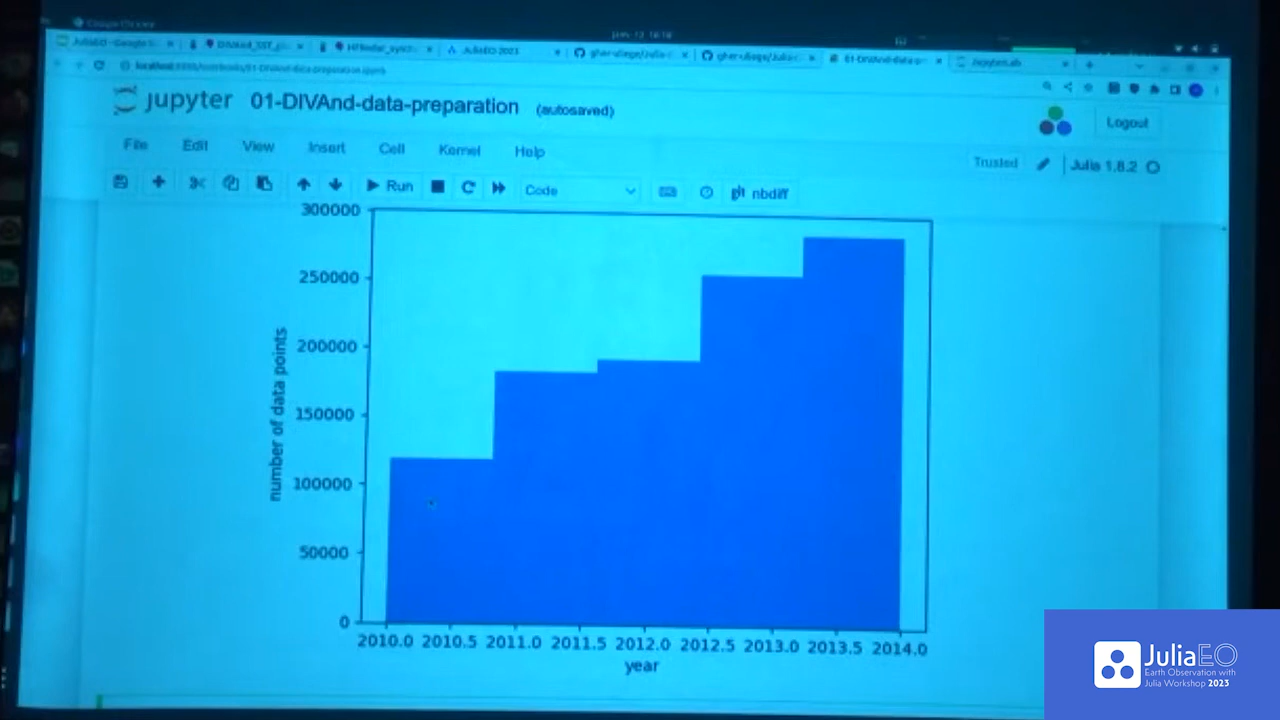 JuliaEO-2023
jupyter 01-DIVAnd-data-preparation (autosaved)
Logout
File Edit View Insert Cell Kernel Help
Trusted Julia 1.8.2
Run Code nbdiff
300000
250000
200000
150000
100000
50000
0
number of data points
2010.0 2010.5 2011.0 2011.5 2012.0 2012.5 2013.0 2013.5 2014.0
year
JuliaEO
Earth Observation with
Julia Workshop 2023